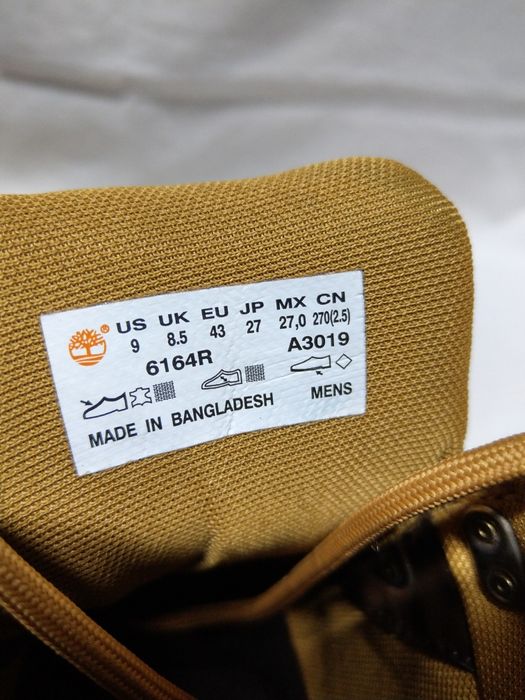 US UK EU JP MX CN
9 8.5 43 27 27,0 270(2.5)
6164R A3019
MADE IN BANGLADESH MENS
®